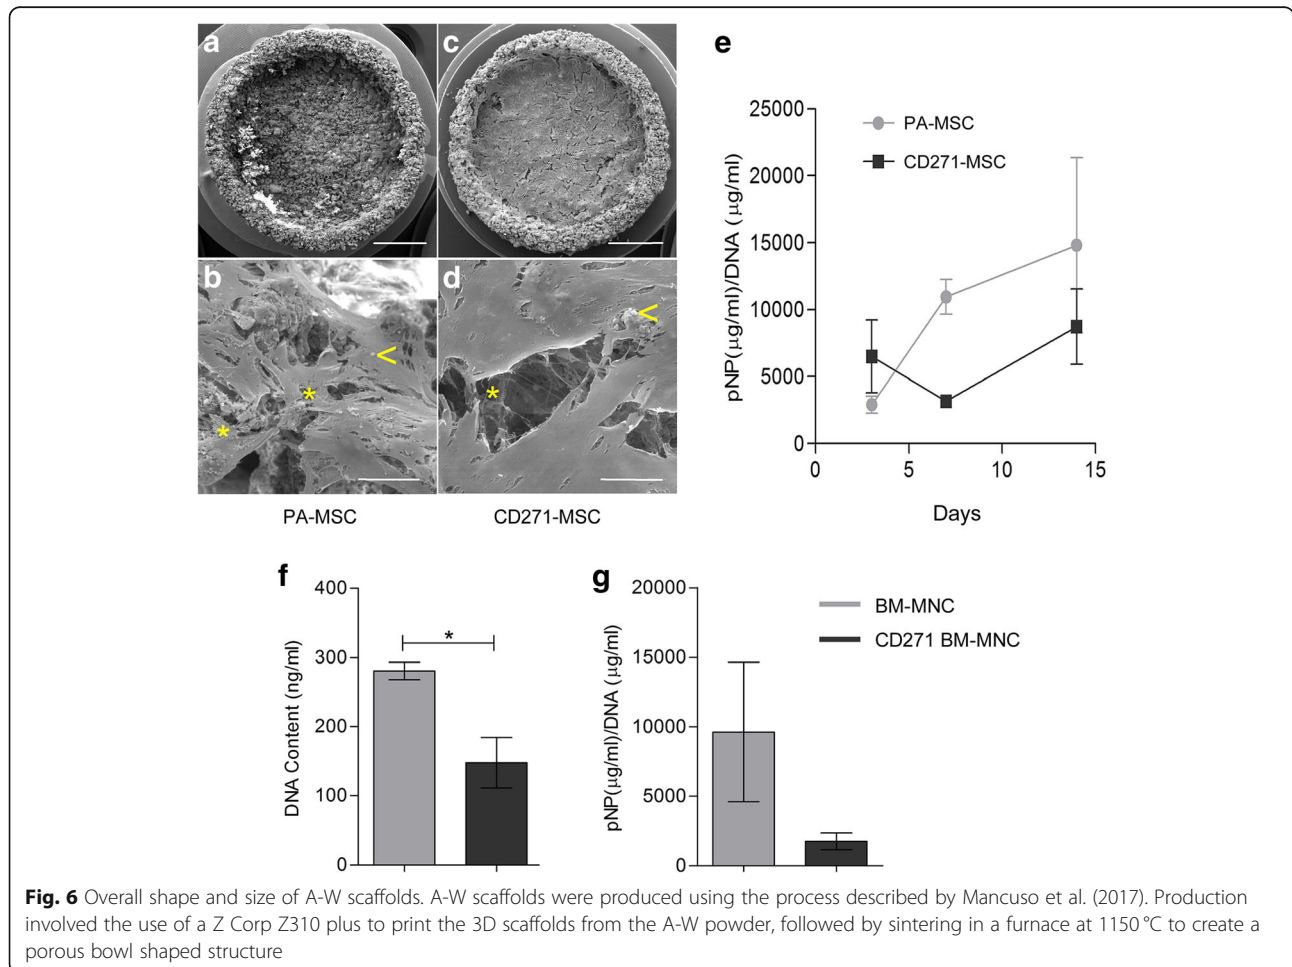 a
c
b
d
<
*
*
<
*
PA-MSC
CD271-MSC
e
25000
20000
15000
10000
5000
0
pNP(µg/ml)/DNA (µg/ml)
PA-MSC
CD271-MSC
0 5 10 15
Days
f
400
300
200
100
0
DNA Content (ng/ml)
*
g
20000
15000
10000
5000
0
pNP(µg/ml)/DNA (µg/ml)
BM-MNC
CD271 BM-MNC
Fig. 6 Overall shape and size of A-W scaffolds. A-W scaffolds were produced using the process described by Mancuso et al. (2017). Production
involved the use of a Z Corp Z310 plus to print the 3D scaffolds from the A-W powder, followed by sintering in a furnace at 1150 °C to create a
porous bowl shaped structure